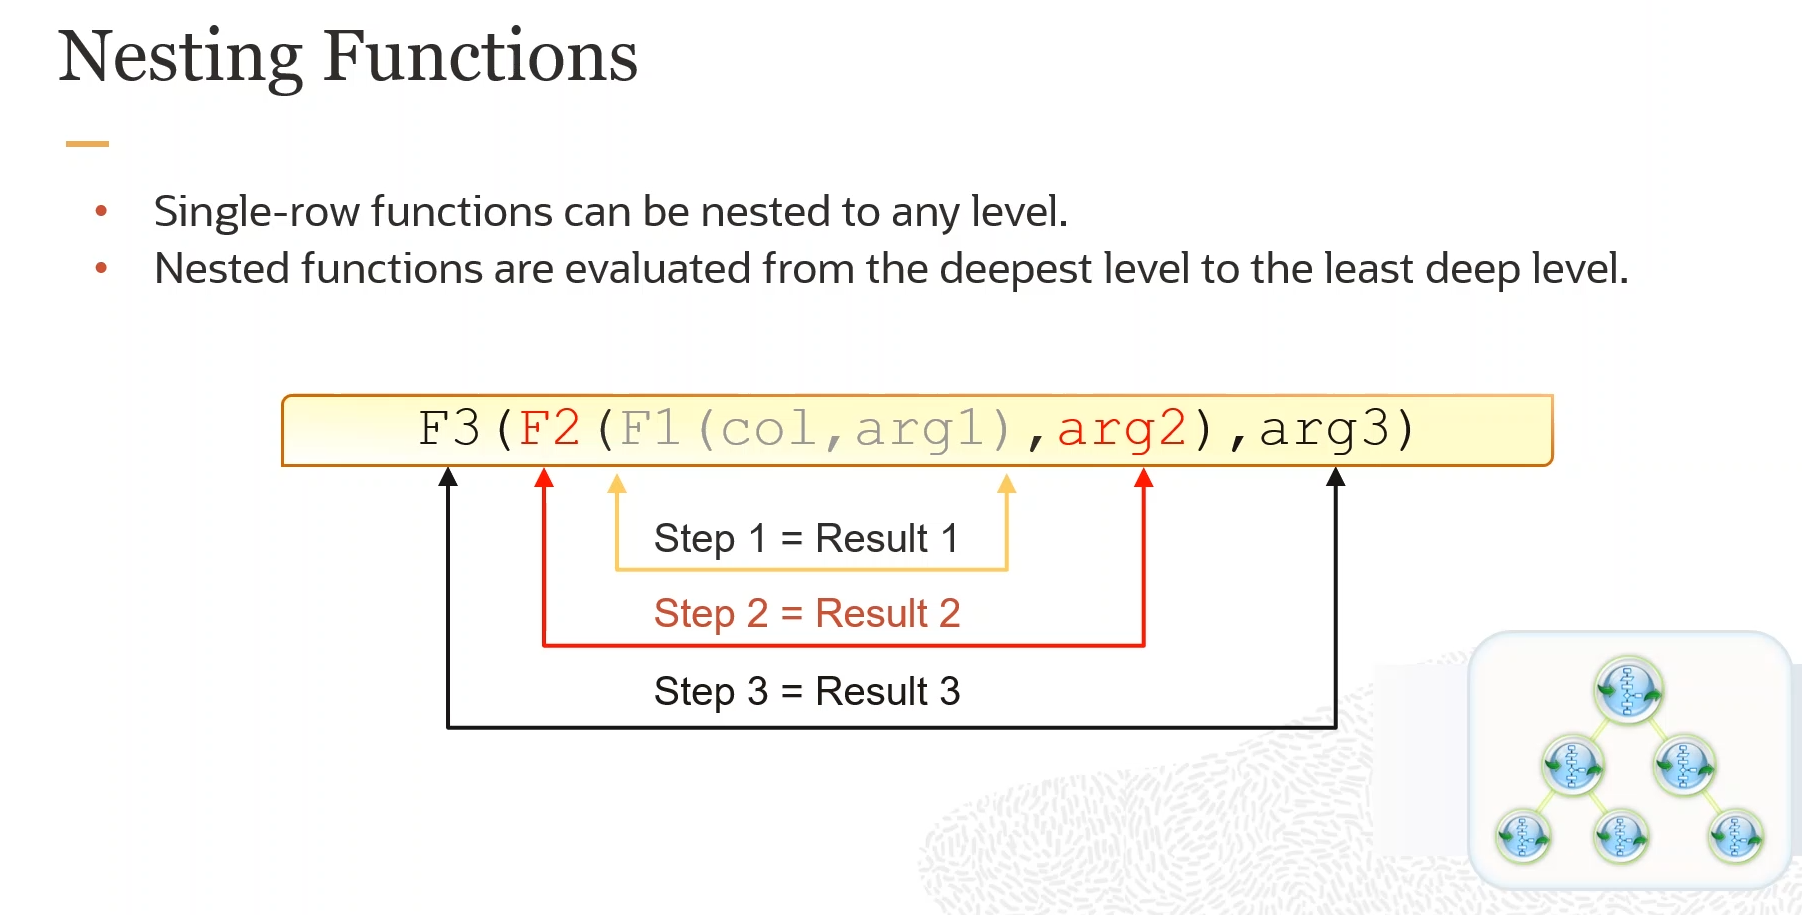 Nesting Functions
• Single-row functions can be nested to any level.
• Nested functions are evaluated from the deepest level to the least deep level.
F3(F2(F1(col,arg1),arg2),arg3)
Step 1 = Result 1
Step 2 = Result 2
Step 3 = Result 3